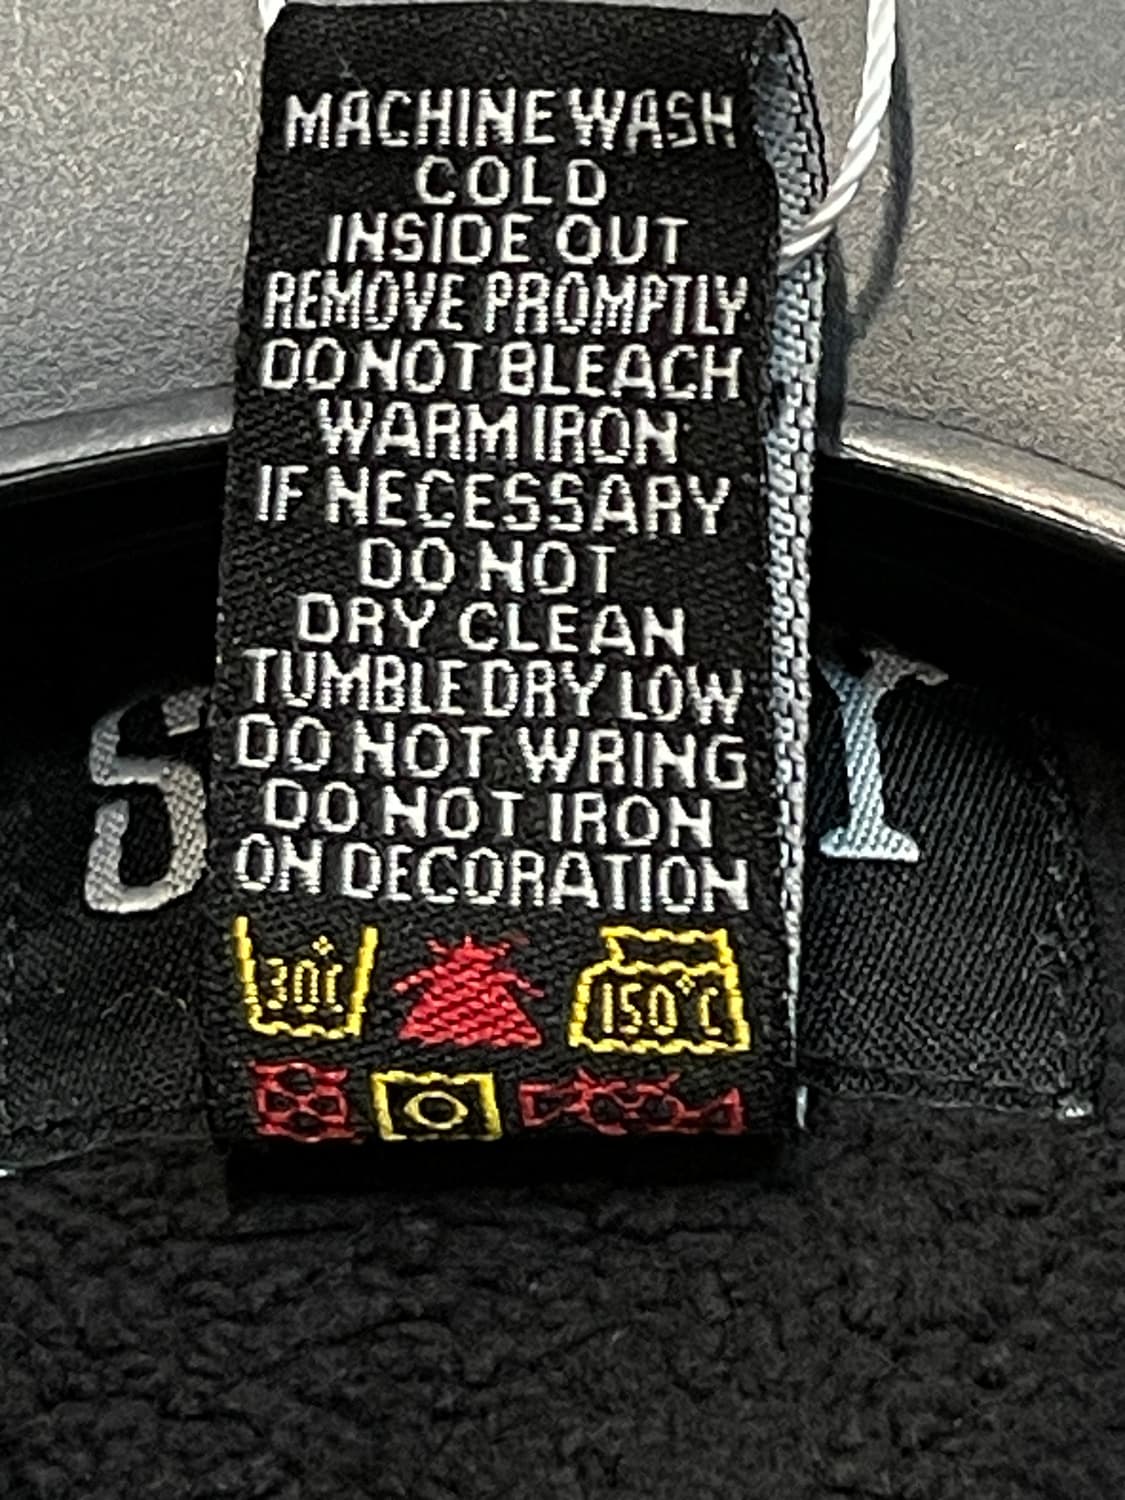 MACHINE WASH
COLD
INSIDE OUT
REMOVE PROMPTLY
DO NOT BLEACH
WARM IRON
IF NECESSARY
DO NOT
DRY CLEAN
TUMBLE DRY LOW
DO NOT WRING
DO NOT IRON
ON DECORATION
30°C
150°C